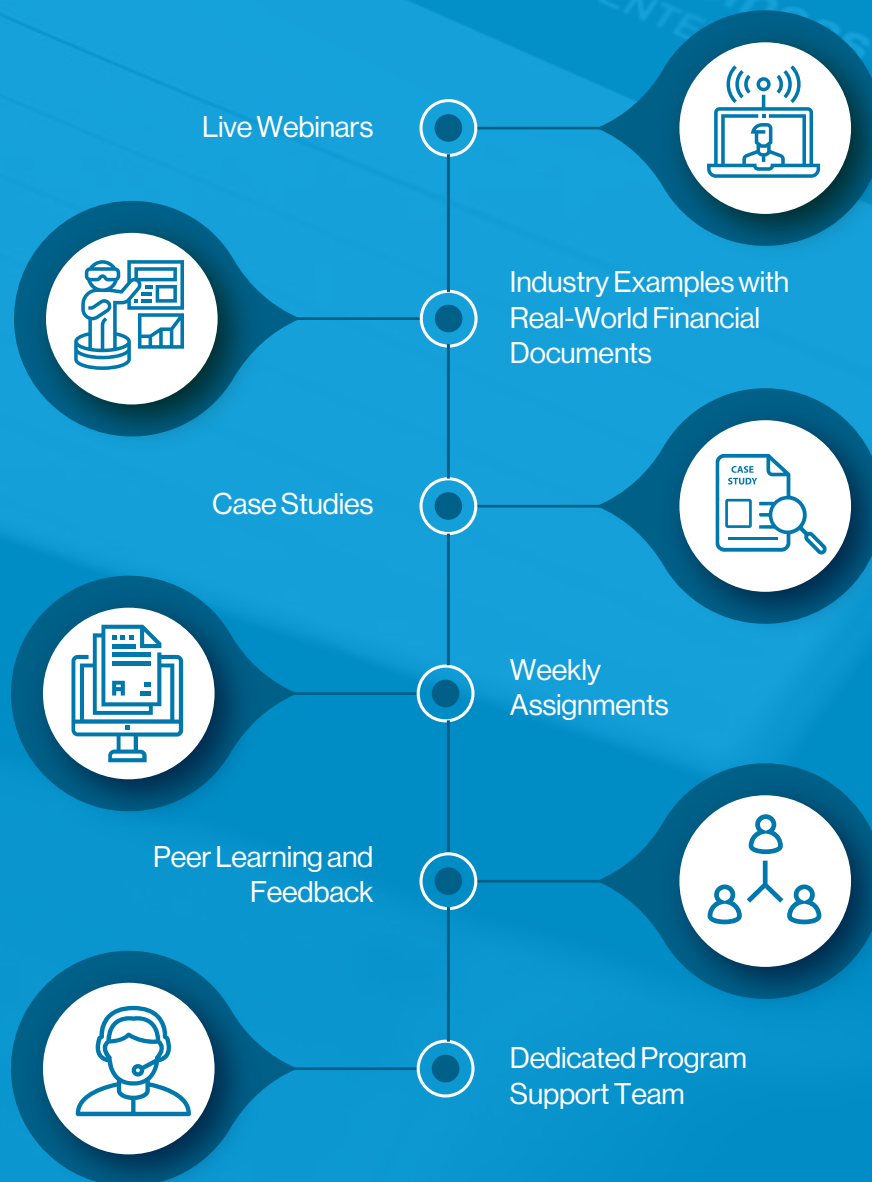 Live Webinars
Industry Examples with
Real-World Financial
Documents
CASE
STUDY
Case Studies
Weekly
Assignments
Peer Learning and
Feedback
Dedicated Program
Support Team